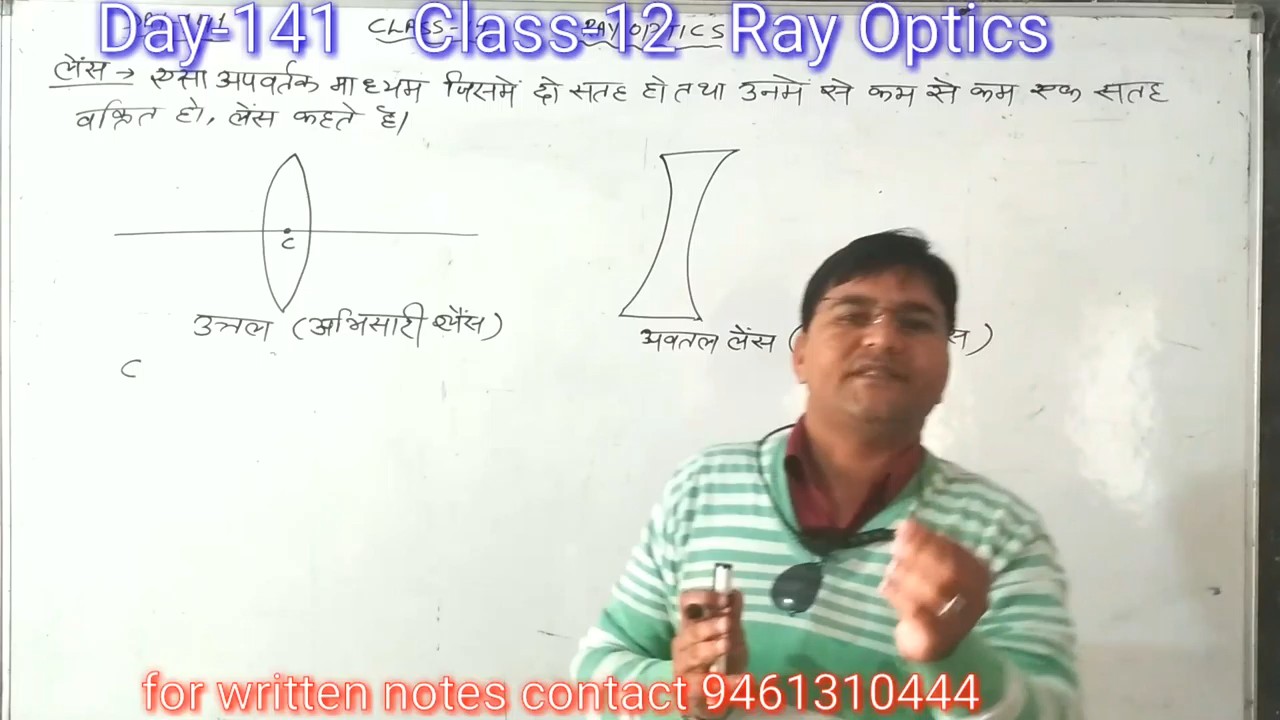 Day-141 Class-12 Ray Optics
लेंस → ऐसा अपवर्तक माध्यम जिसमें दो सतह हो तथा उनमें से कम से कम एक सतह
वक्रित हो, लेंस कहते है।
C
उत्तल (अभिसारी लैंस)
अवतल लेंस ( स)
C
for written notes contact 9461310444